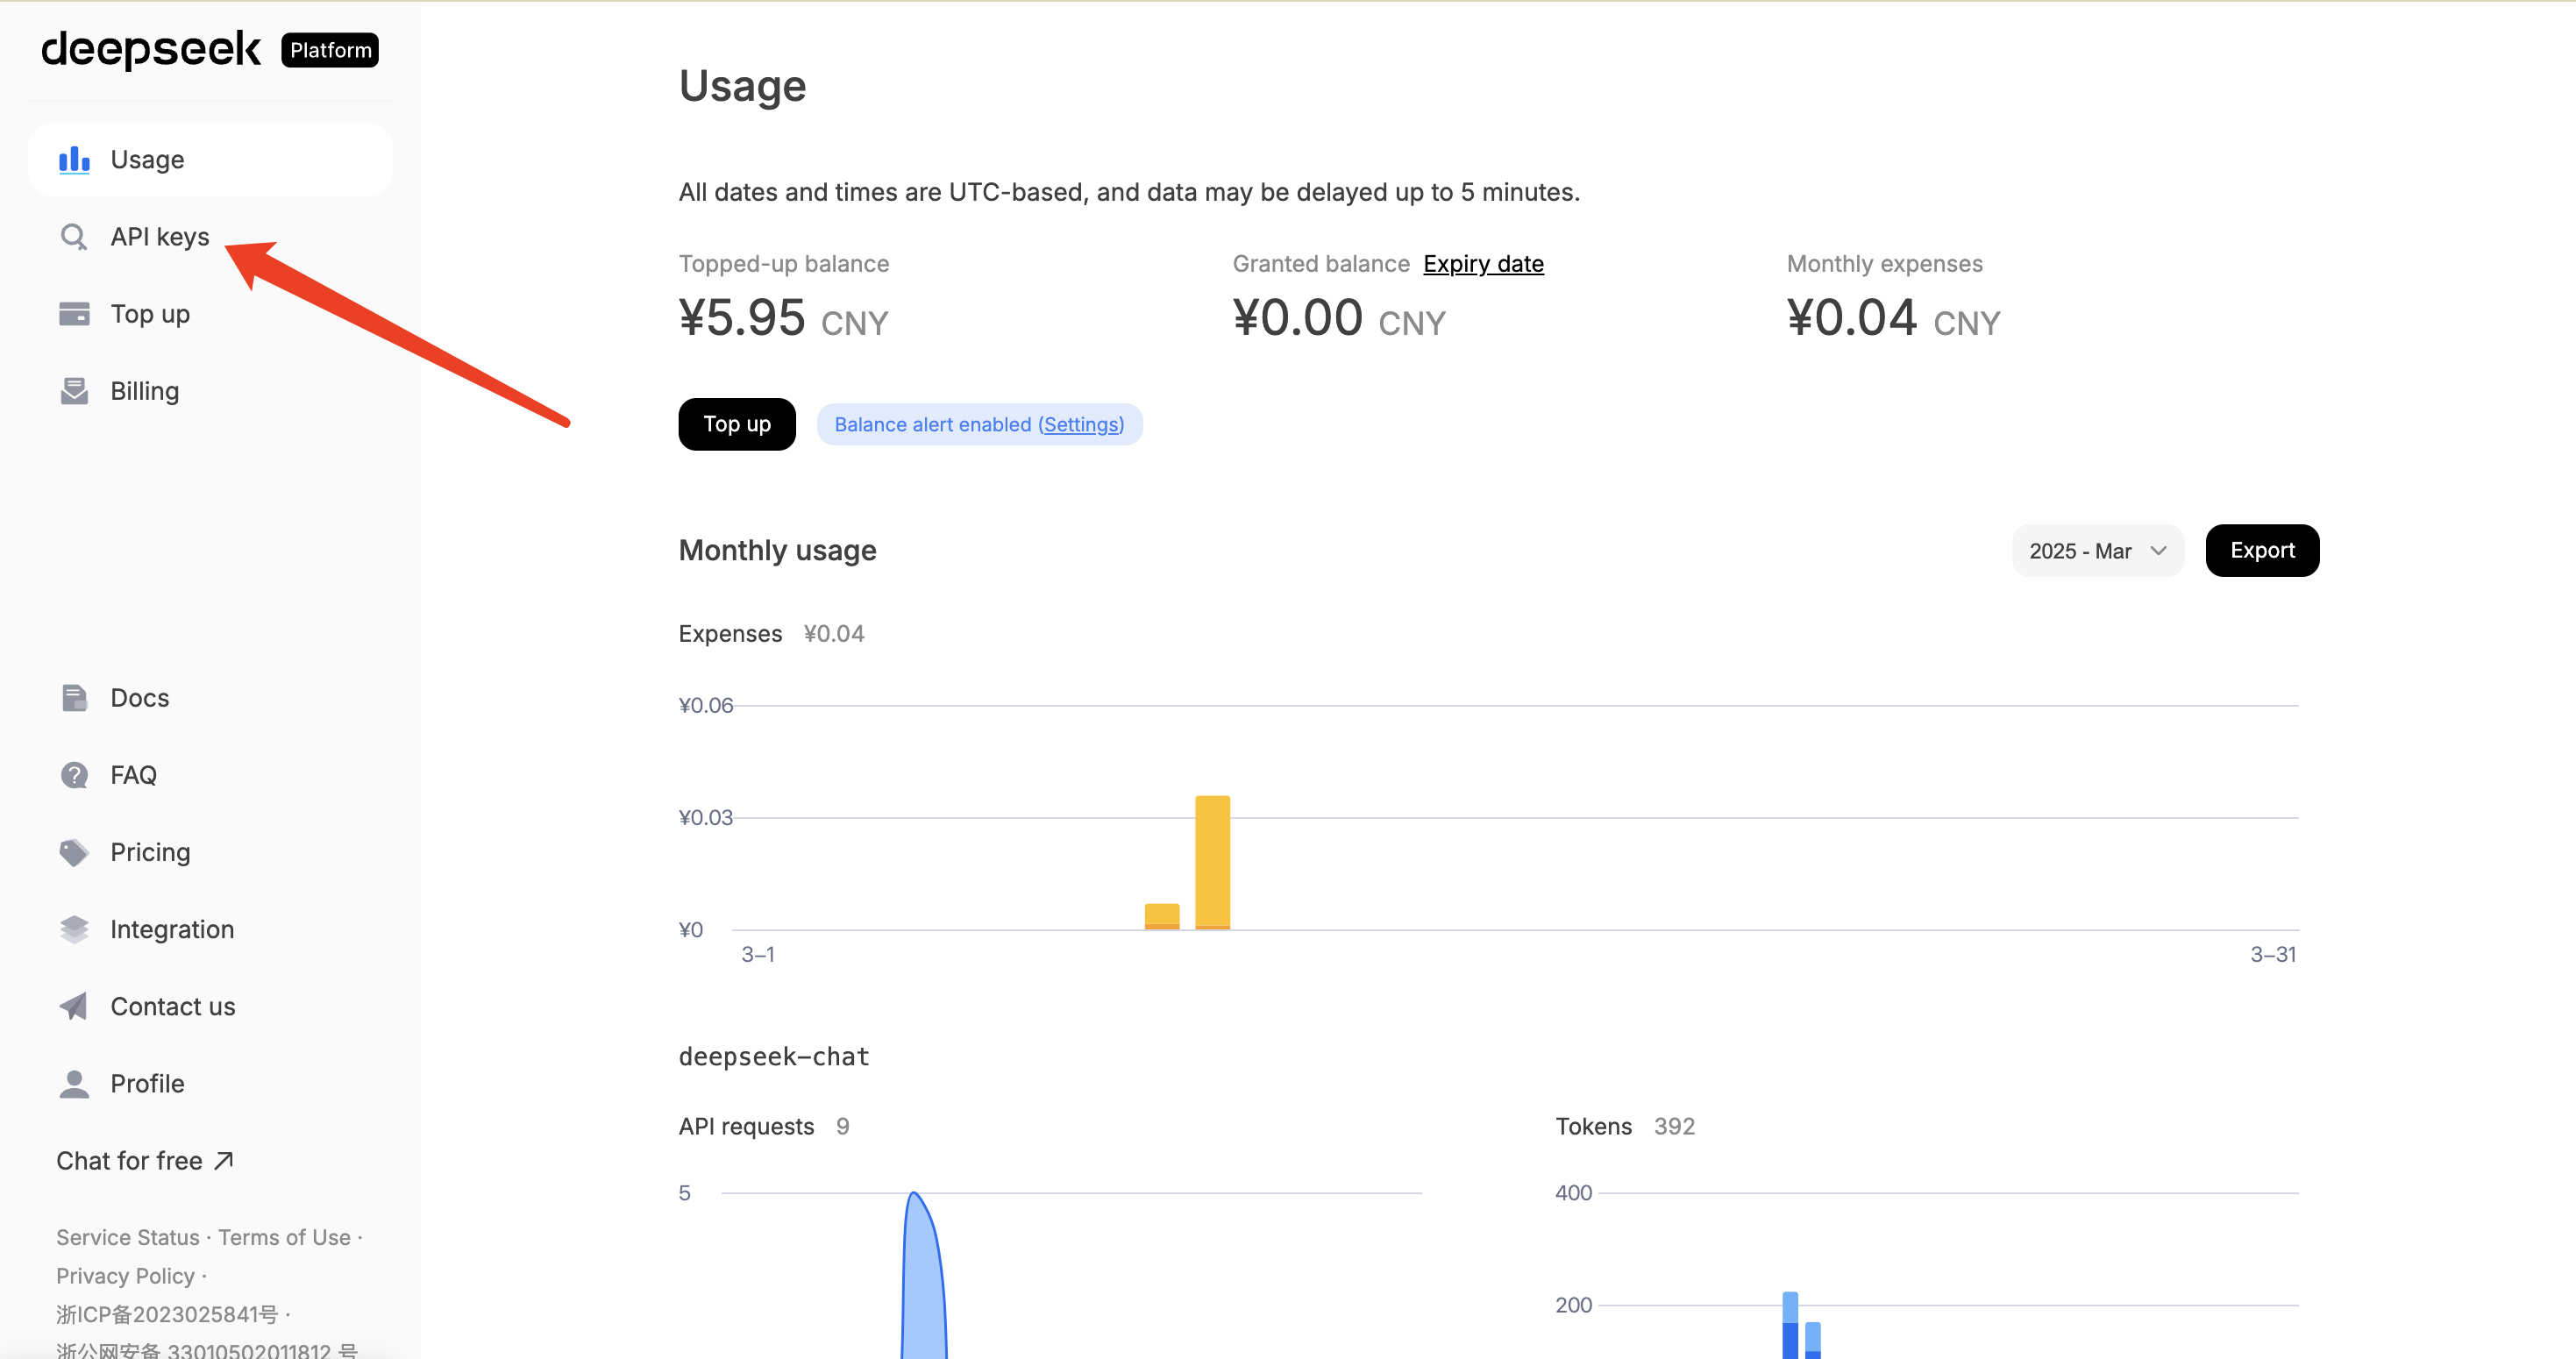 deepseek Platform
Usage
API keys
Top up
Billing
Docs
FAQ
Pricing
Integration
Contact us
Profile
Chat for free
Service Status · Terms of Use ·
Privacy Policy ·
浙ICP备2023025841号 ·
浙公网安备 33010502011812 号
Usage
All dates and times are UTC-based, and data may be delayed up to 5 minutes.
Topped-up balance
¥5.95 CNY
Granted balance Expiry date
¥0.00 CNY
Monthly expenses
¥0.04 CNY
Top up
Balance alert enabled (Settings)
Monthly usage
2025 - Mar
Export
Expenses ¥0.04
¥0.06
¥0.03
¥0
3–1
3–31
deepseek–chat
API requests 9
5
Tokens 392
400
200